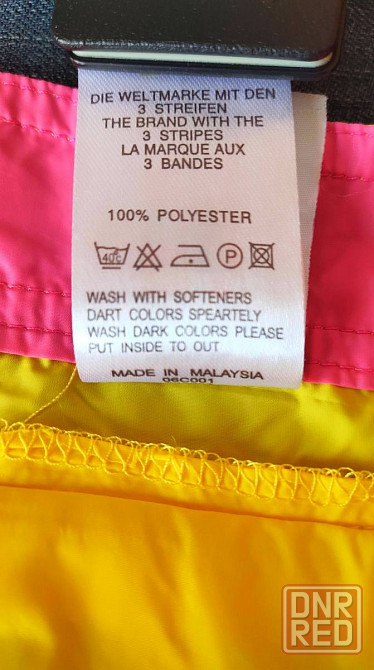 DIE WELTMARKE MIT DEN
3 STREIFEN
THE BRAND WITH THE
3 STRIPES
LA MARQUE AUX
3 BANDES
100% POLYESTER
40c P
WASH WITH SOFTENERS
DART COLORS SPEARTELY
WASH DARK COLORS PLEASE
PUT INSIDE TO OUT
MADE IN MALAYSIA
06C001
DNR
RED